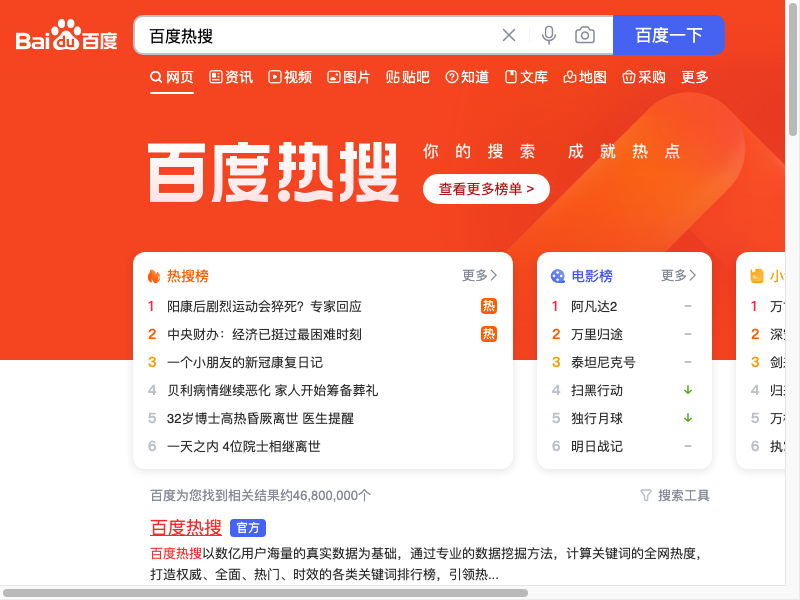 Bai du 百度
百度热搜
百度一下
网页 资讯 视频 图片 贴吧 知道 文库 地图 采购 更多
百度热搜
你的搜索 成就热点
查看更多榜单 >
热搜榜 更多
1 阳康后剧烈运动会猝死？专家回应 热
2 中央财办：经济已挺过最困难时刻 热
3 一个小朋友的新冠康复日记
4 贝利病情继续恶化 家人开始筹备葬礼
5 32岁博士高热昏厥离世 医生提醒
6 一天之内 4位院士相继离世
电影榜 更多
1 阿凡达2
2 万里归途
3 泰坦尼克号
4 扫黑行动
5 独行月球
6 明日战记
小
1 万
2 深
3 剑
4 归
5 万
6 执
百度为您找到相关结果约46,800,000个 搜索工具
百度热搜 官方
百度热搜以数亿用户海量的真实数据为基础，通过专业的数据挖掘方法，计算关键词的全网热度，
打造权威、全面、热门、时效的各类关键词排行榜，引领热...